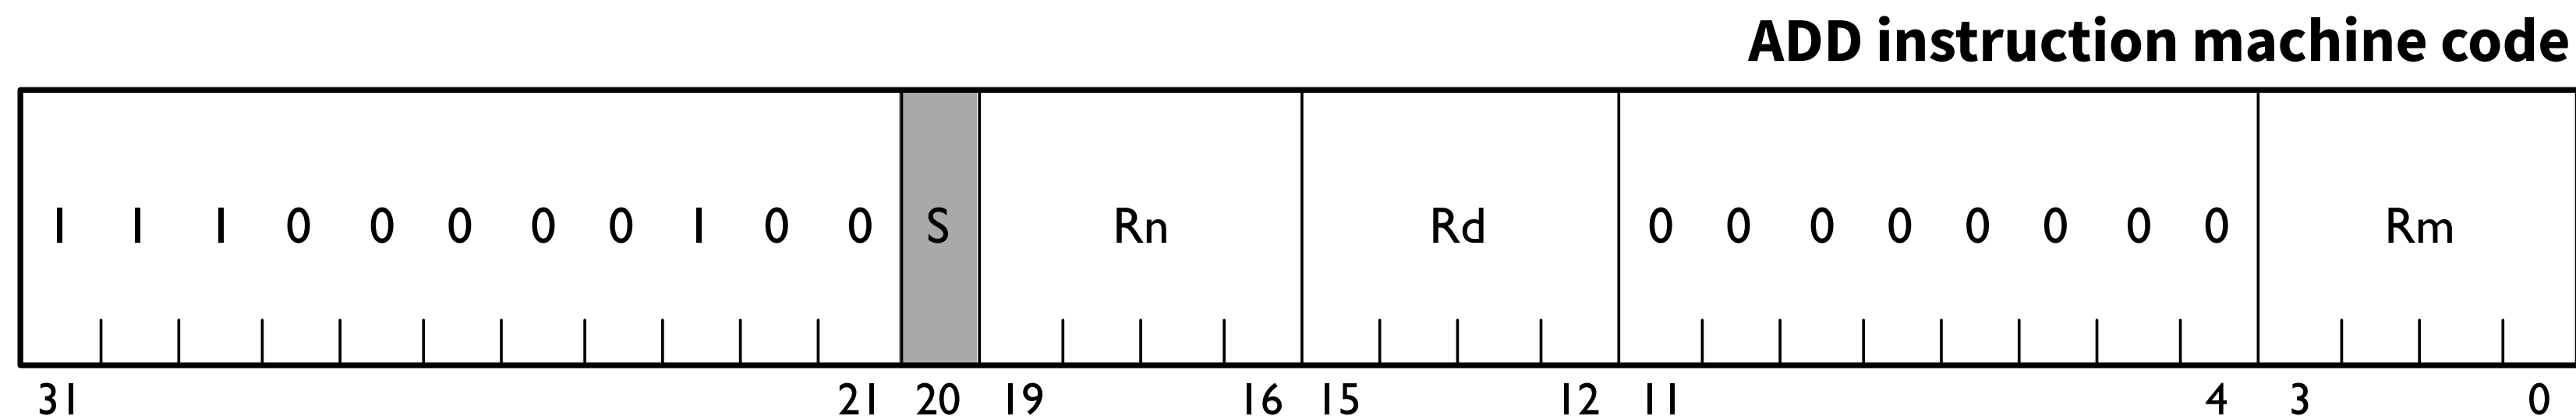 ADD instruction machine code
1 1 1 0 0 0 0 0 1 0 0 S Rn Rd 0 0 0 0 0 0 0 0 Rm
31 21 20 19 16 15 12 11 4 3 0